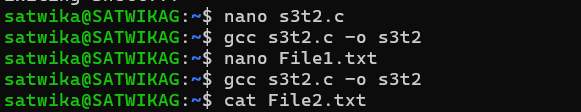 satwika@SATWIKAG:~$ nano s3t2.c
satwika@SATWIKAG:~$ gcc s3t2.c -o s3t2
satwika@SATWIKAG:~$ nano File1.txt
satwika@SATWIKAG:~$ gcc s3t2.c -o s3t2
satwika@SATWIKAG:~$ cat File2.txt